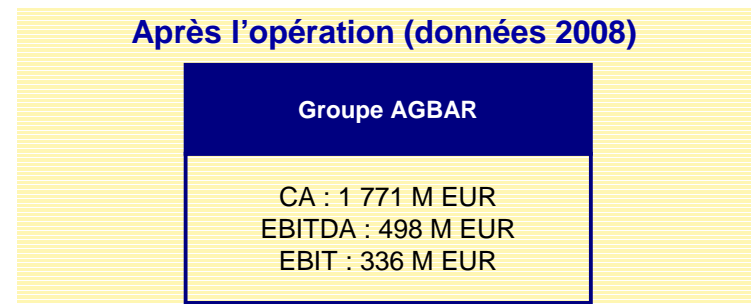 Après l’opération (données 2008)
Groupe AGBAR
CA : 1 771 M EUR
EBITDA : 498 M EUR
EBIT : 336 M EUR